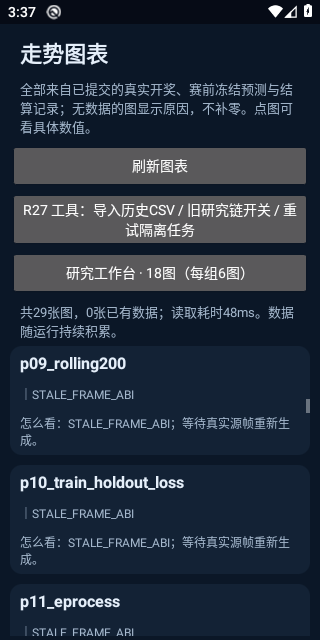 3:37
走势图表
全部来自已提交的真实开奖、赛前冻结预测与结
算记录；无数据的图显示原因，不补零。点图可
看具体数值。
刷新图表
R27 工具：导入历史CSV / 旧研究链开关 / 重
试隔离任务
研究工作台 · 18图（每组6图）
共29张图，0张已有数据；读取耗时48ms。数据
随运行持续积累。
p09_rolling200
｜STALE_FRAME_ABI
怎么看：STALE_FRAME_ABI；等待真实源帧重新生
成。
p10_train_holdout_loss
｜STALE_FRAME_ABI
怎么看：STALE_FRAME_ABI；等待真实源帧重新生
成。
p11_eprocess
｜STALE_FRAME_ABI